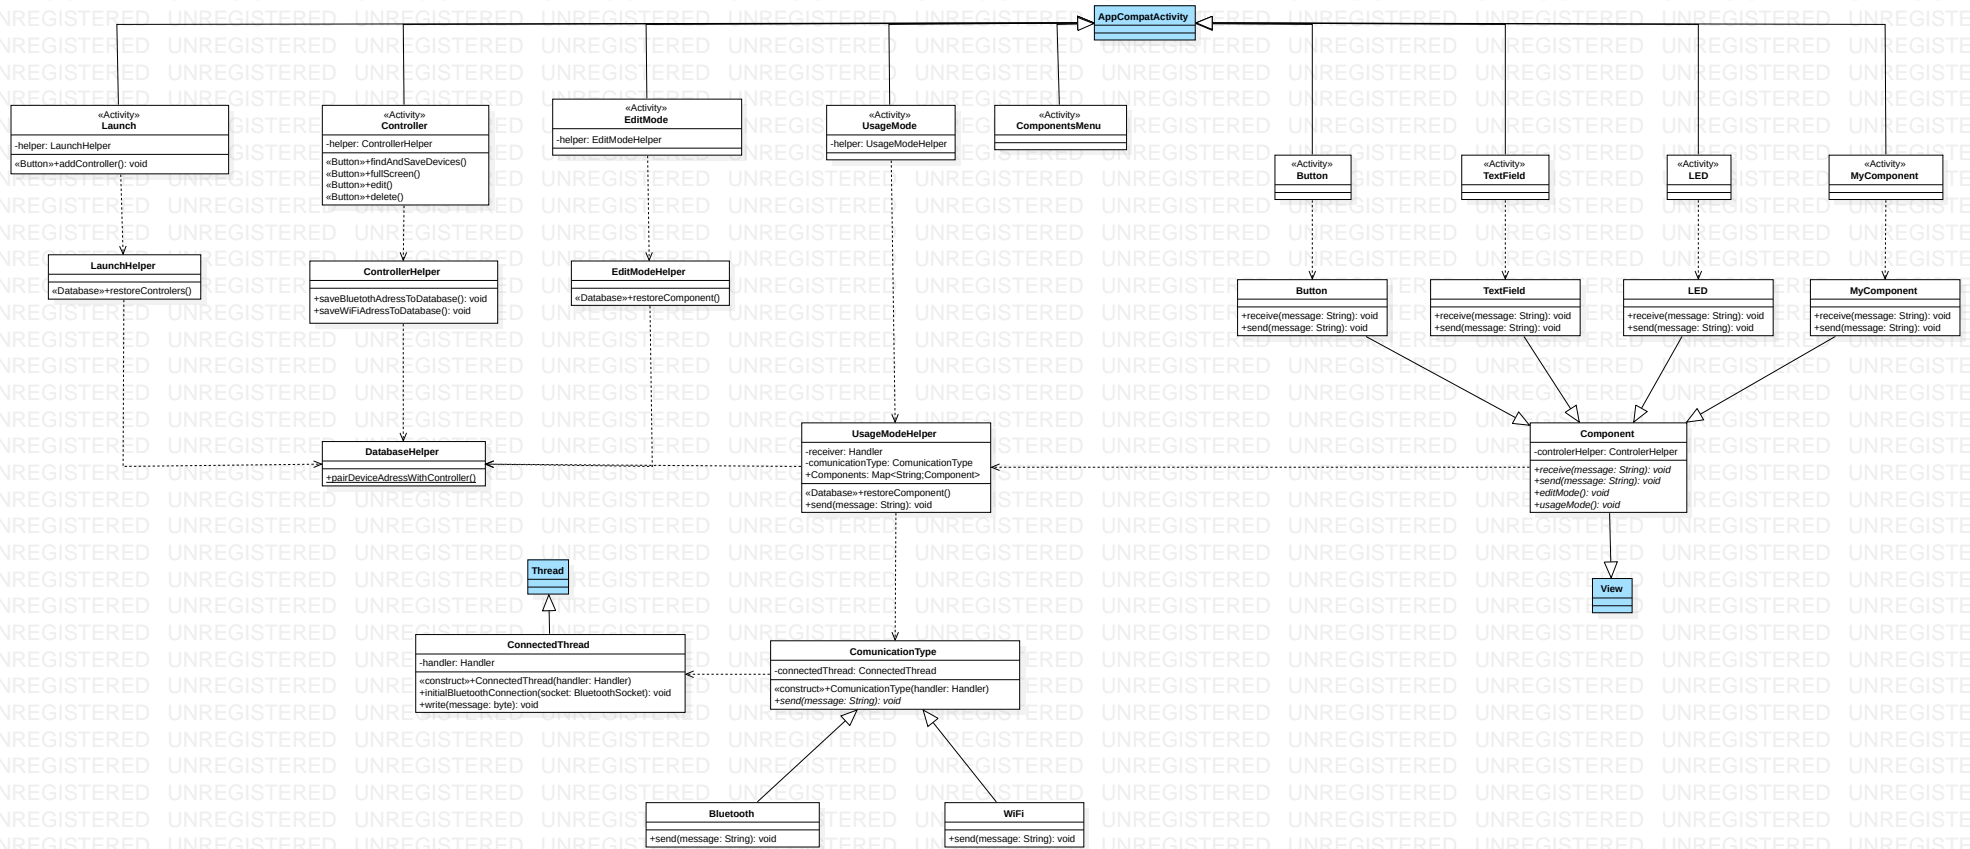 AppCompatActivity
«Activity»
Launch
-helper: LaunchHelper
«Button»+addController(): void
«Activity»
Controller
-helper: ControllerHelper
«Button»+findAndSaveDevices()
«Button»+fullScreen()
«Button»+edit()
«Button»+delete()
«Activity»
EditMode
-helper: EditModeHelper
«Activity»
UsageMode
-helper: UsageModeHelper
«Activity»
ComponentsMenu
«Activity»
Button
«Activity»
TextField
«Activity»
LED
«Activity»
MyComponent
LaunchHelper
«Database»+restoreControlers()
ControllerHelper
+saveBluetothAdressToDatabase(): void
+saveWiFiAdressToDatabase(): void
EditModeHelper
«Database»+restoreComponent()
Button
+receive(message: String): void
+send(message: String): void
TextField
+receive(message: String): void
+send(message: String): void
LED
+receive(message: String): void
+send(message: String): void
MyComponent
+receive(message: String): void
+send(message: String): void
DatabaseHelper
+pairDeviceAdressWithController()
UsageModeHelper
-receiver: Handler
-comunicationType: ComunicationType
+Components: Map<String;Component>
«Database»+restoreComponent()
+send(message: String): void
Component
-controlerHelper: ControlerHelper
+receive(message: String): void
+send(message: String): void
+editMode(): void
+usageMode(): void
Thread
View
ConnectedThread
-handler: Handler
«construct»+ConnectedThread(handler: Handler)
+initialBluetoothConnection(socket: BluetoothSocket): void
+write(message: byte): void
ComunicationType
-connectedThread: ConnectedThread
«construct»+ComunicationType(handler: Handler)
+send(message: String): void
Bluetooth
+send(message: String): void
WiFi
+send(message: String): void
UNREGISTERED